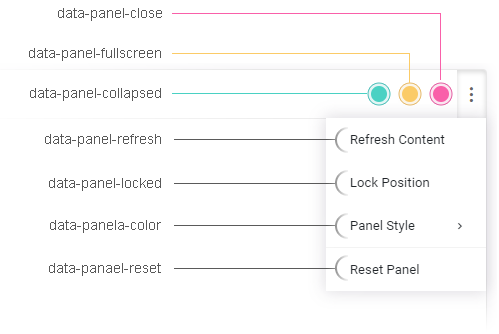 data-panel-close
data-panel-fullscreen
data-panel-collapsed
data-panel-refresh
Refresh Content
data-panel-locked
Lock Position
data-panela-color
Panel Style
data-panael-reset
Reset Panel